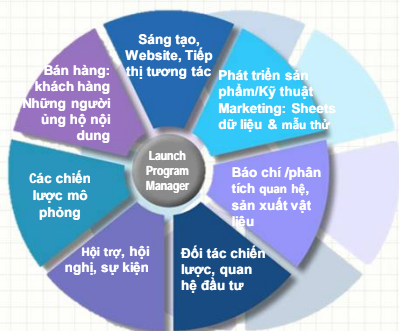 Sáng tạo,
Website, Tiếp
thị tương tác
Phát triển sản
phẩm/Kỹ thuật
Marketing: Sheets
dữ liệu & mẫu thử
Báo chí /phân
tích quan hệ,
sản xuất vật
liệu
Đối tác chiến
lược, quan
hệ đầu tư
Hội trợ, hội
nghị, sự kiện
Các chiến
lược mô
phỏng
Bán hàng:
khách hàng
Những người
ủng hộ nội
dung
Launch
Program
Manager